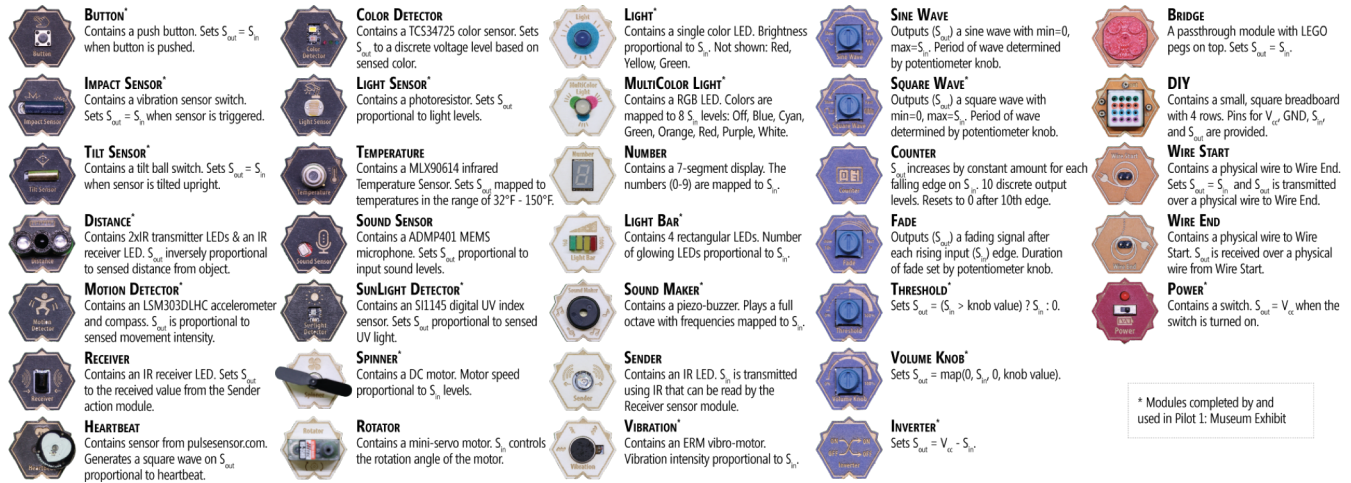 BUTTON*
Contains a push button. Sets Sout = Sin
when button is pushed.
IMPACT SENSOR*
Contains a vibration sensor switch.
Sets Sout = Sin when sensor is triggered.
TILT SENSOR*
Contains a tilt ball switch. Sets Sout = Sin
when sensor is tilted upright.
DISTANCE*
Contains 2xIR transmitter LEDs & an IR
receiver LED. Sout inversely proportional
to sensed distance from object.
MOTION DETECTOR*
Contains an LSM303DLHC accelerometer
and compass. Sout is proportional to
sensed movement intensity.
RECEIVER
Contains an IR receiver LED. Sets Sout
to the received value from the Sender
action module.
HEARTBEAT
Contains sensor from pulsesensor.com.
Generates a square wave on Sout
proportional to heartbeat.
COLOR DETECTOR
Contains a TCS34725 color sensor. Sets
Sout to a discrete voltage level based on
sensed color.
LIGHT SENSOR*
Contains a photoresistor. Sets Sout
proportional to light levels.
TEMPERATURE
Contains a MLX90614 infrared
Temperature Sensor. Sets Sout mapped to
temperatures in the range of 32°F - 150°F.
SOUND SENSOR
Contains a ADMP401 MEMS
microphone. Sets Sout proportional to
input sound levels.
SUNLIGHT DETECTOR*
Contains an SI1145 digital UV index
sensor. Sets Sout proportional to sensed
UV light.
SPINNER*
Contains a DC motor. Motor speed
proportional to Sin levels.
ROTATOR
Contains a mini-servo motor. Sin controls
the rotation angle of the motor.
LIGHT*
Contains a single color LED. Brightness
proportional to Sin. Not shown: Red,
Yellow, Green.
MULTICOLOR LIGHT*
Contains a RGB LED. Colors are
mapped to 8 Sin levels: Off, Blue, Cyan,
Green, Orange, Red, Purple, White.
NUMBER
Contains a 7-segment display. The
numbers (0-9) are mapped to Sin.
LIGHT BAR*
Contains 4 rectangular LEDs. Number
of glowing LEDs proportional to Sin.
SOUND MAKER*
Contains a piezo-buzzer. Plays a full
octave with frequencies mapped to Sin.
SENDER
Contains an IR LED. Sin is transmitted
using IR that can be read by the
Receiver sensor module.
VIBRATION*
Contains an ERM vibro-motor.
Vibration intensity proportional to Sin.
SINE WAVE
Outputs (Sout) a sine wave with min=0,
max=Sin. Period of wave determined
by potentiometer knob.
SQUARE WAVE*
Outputs (Sout) a square wave with
min=0, max=Sin. Period of wave
determined by potentiometer knob.
COUNTER
Sout increases by constant amount for each
falling edge on Sin. 10 discrete output
levels. Resets to 0 after 10th edge.
FADE
Outputs (Sout) a fading signal after
each rising input (Sin) edge. Duration
of fade set by potentiometer knob.
THRESHOLD*
Sets Sout = (Sin > knob value) ? Sin : 0.
VOLUME KNOB*
Sets Sout = map(0, Sin, 0, knob value).
INVERTER*
Sets Sout = Vcc - Sin.
BRIDGE
A passthrough module with LEGO
pegs on top. Sets Sout = Sin.
DIY
Contains a small, square breadboard
with 4 rows. Pins for Vcc, GND, Sin,
and Sout are provided.
WIRE START
Contains a physical wire to Wire End.
Sets Sout = Sin and Sout is transmitted
over a physical wire to Wire End.
WIRE END
Contains a physical wire to Wire
Start. Sout is received over a physical
wire from Wire Start.
POWER*
Contains a switch. Sout = Vcc when the
switch is turned on.
* Modules completed by and
used in Pilot 1: Museum Exhibit